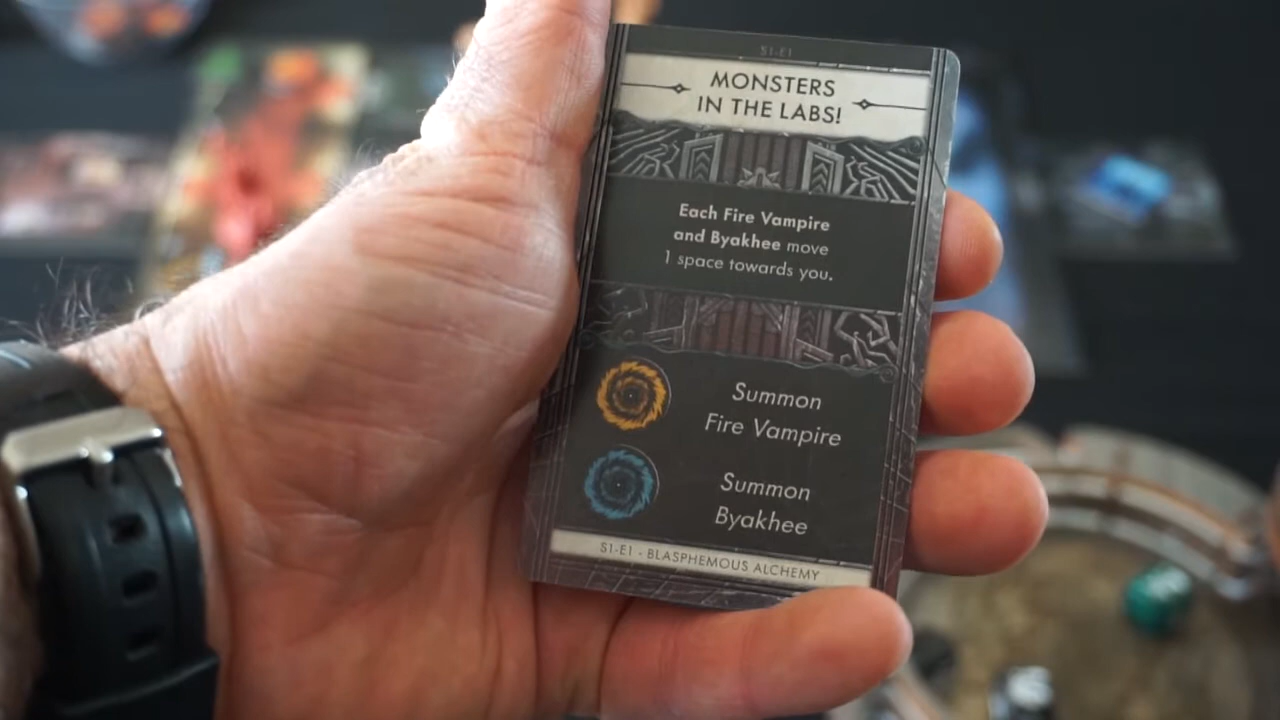 S1-E1
MONSTERS
IN THE LABS!
Each Fire Vampire
and Byakhee move
1 space towards you.
Summon
Fire Vampire
Summon
Byakhee
S1-E1 - BLASPHEMOUS ALCHEMY